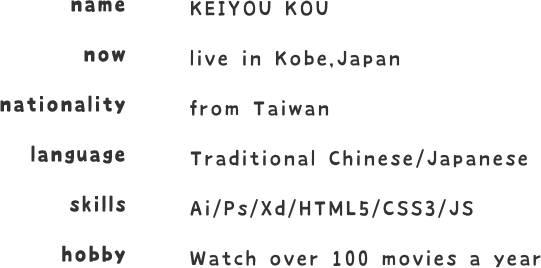 name KEIYOU KOU
now live in Kobe,Japan
nationality from Taiwan
language Traditional Chinese/Japanese
skills Ai/Ps/Xd/HTML5/CSS3/JS
hobby Watch over 100 movies a year